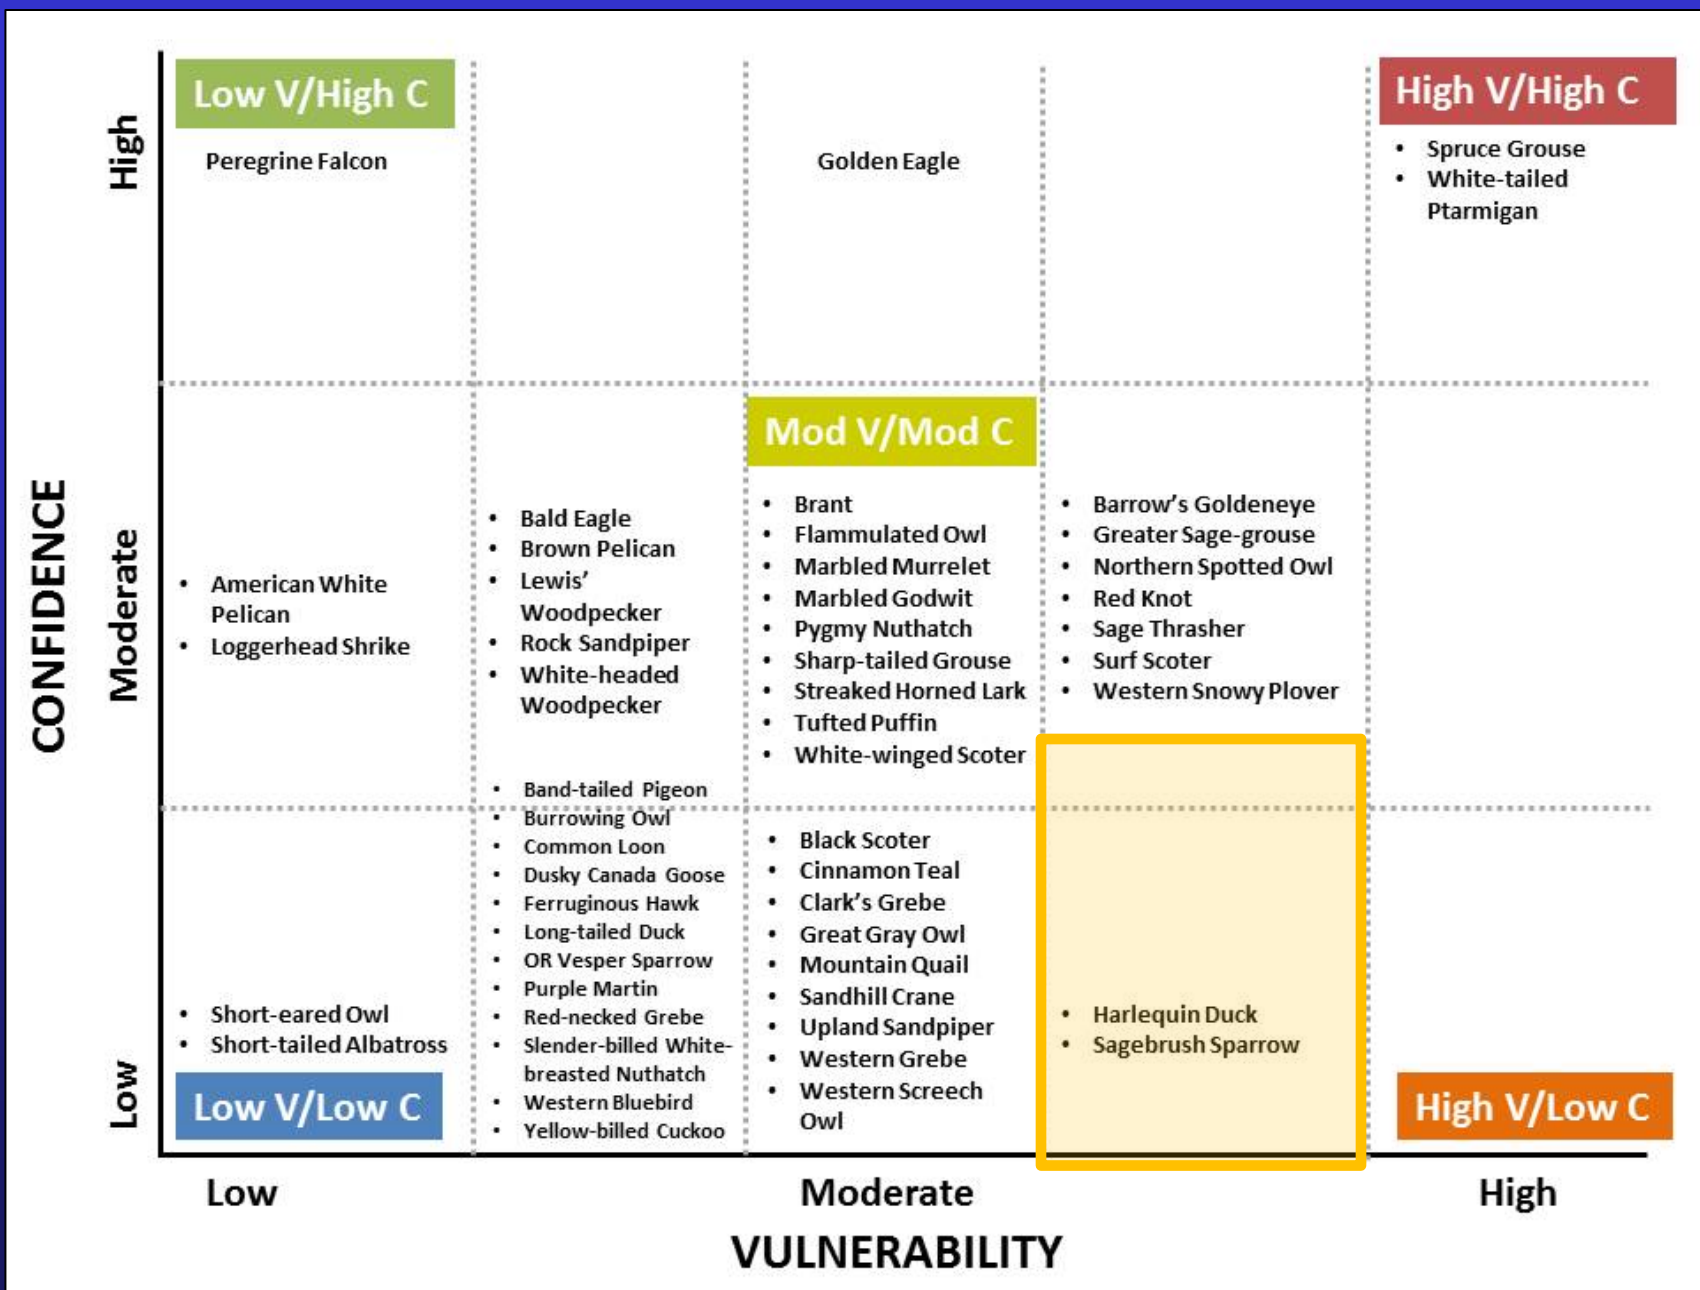 CONFIDENCE
High
Low V/High C
Peregrine Falcon
Golden Eagle
High V/High C
• Spruce Grouse
• White-tailed
Ptarmigan
Moderate
• American White
Pelican
• Loggerhead Shrike
• Bald Eagle
• Brown Pelican
• Lewis’
Woodpecker
• Rock Sandpiper
• White-headed
Woodpecker
Mod V/Mod C
• Brant
• Flammulated Owl
• Marbled Murrelet
• Marbled Godwit
• Pygmy Nuthatch
• Sharp-tailed Grouse
• Streaked Horned Lark
• Tufted Puffin
• White-winged Scoter
• Barrow’s Goldeneye
• Greater Sage-grouse
• Northern Spotted Owl
• Red Knot
• Sage Thrasher
• Surf Scoter
• Western Snowy Plover
Low
• Short-eared Owl
• Short-tailed Albatross
Low V/Low C
• Band-tailed Pigeon
• Burrowing Owl
• Common Loon
• Dusky Canada Goose
• Ferruginous Hawk
• Long-tailed Duck
• OR Vesper Sparrow
• Purple Martin
• Red-necked Grebe
• Slender-billed White-
breasted Nuthatch
• Western Bluebird
• Yellow-billed Cuckoo
• Black Scoter
• Cinnamon Teal
• Clark’s Grebe
• Great Gray Owl
• Mountain Quail
• Sandhill Crane
• Upland Sandpiper
• Western Grebe
• Western Screech
Owl
• Harlequin Duck
• Sagebrush Sparrow
High V/Low C
Low
Moderate
High
VULNERABILITY